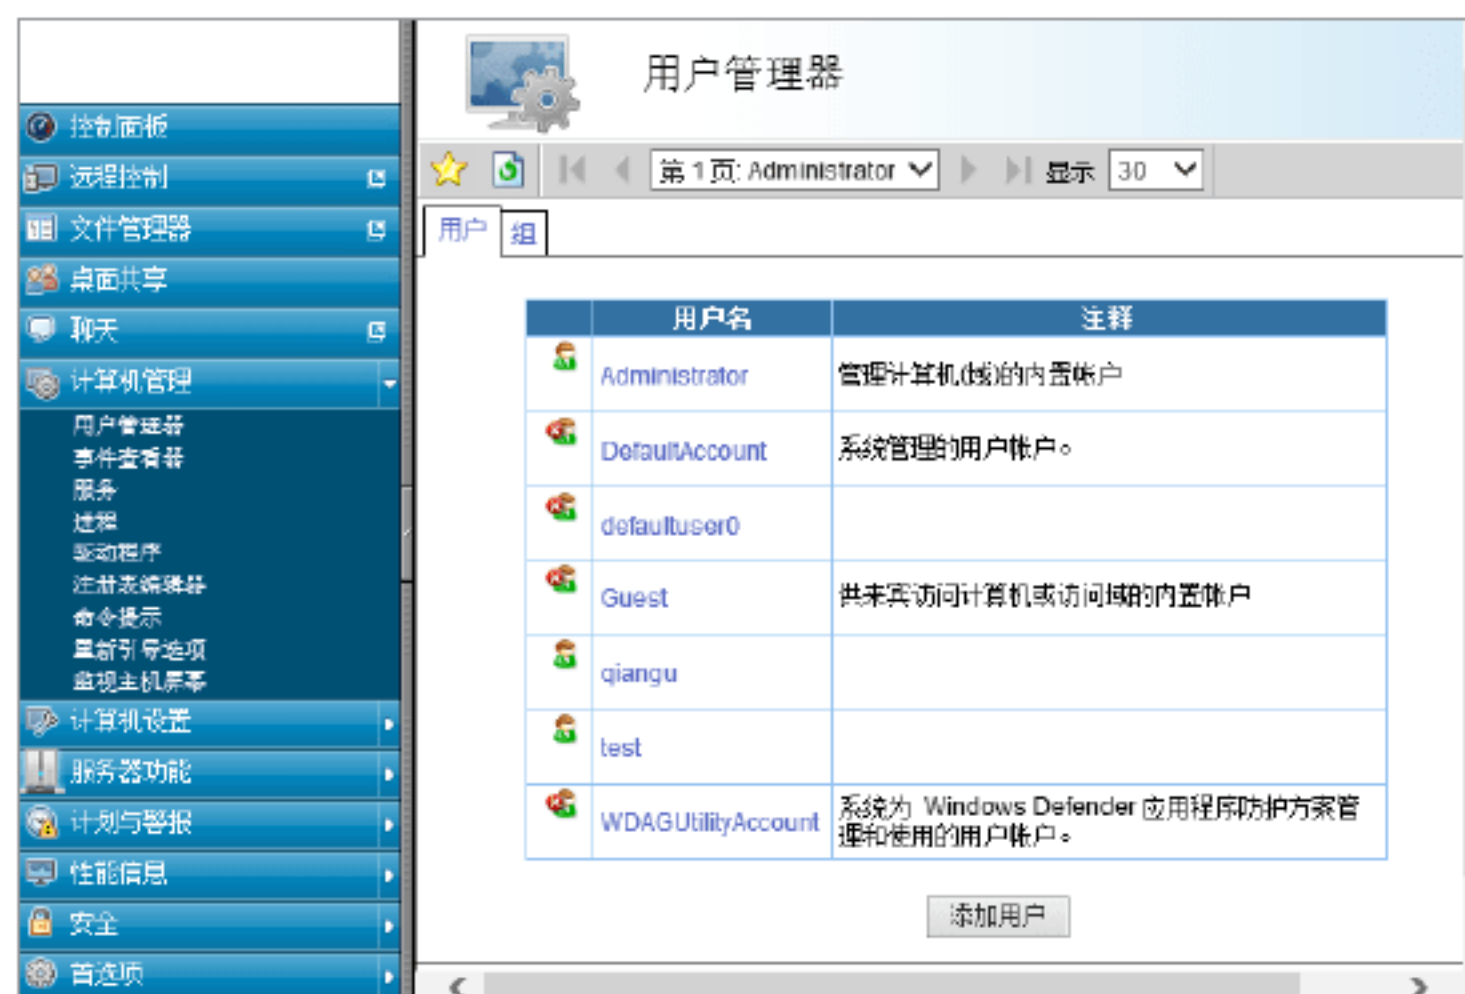 控制面板
远程控制
文件管理器
桌面共享
聊天
计算机管理
用户管理器
事件查看器
服务
进程
驱动程序
注册表编辑器
命令提示
重新引导选项
监视主机屏幕
计算机设置
服务器功能
计划与警报
性能信息
安全
首选项
用户管理器
第 1 页: Administrator 显示 30
用户 组
用户名 注释
Administrator 管理计算机(域)的内置帐户
DefaultAccount 系统管理的用户帐户。
defaultuser0
Guest 供来宾访问计算机或访问域的内置帐户
qiangu
test
WDAGUtilityAccount 系统为 Windows Defender 应用程序防护方案管
理和使用的用户帐户。
添加用户